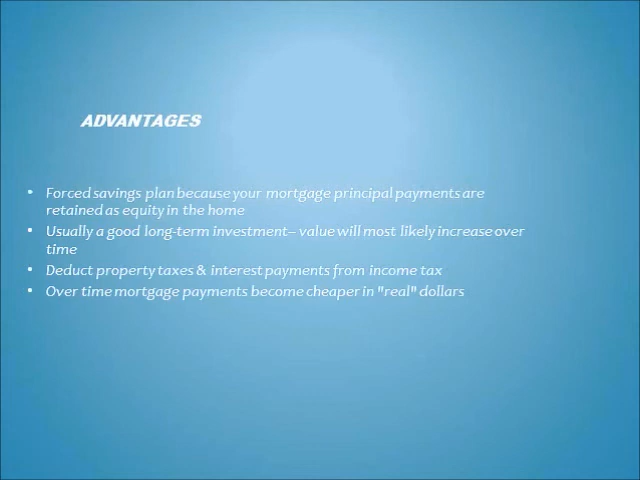 ADVANTAGES
• Forced savings plan because your mortgage principal payments are
retained as equity in the home
• Usually a good long-term investment– value will most likely increase over
time
• Deduct property taxes & interest payments from income tax
• Over time mortgage payments become cheaper in "real" dollars